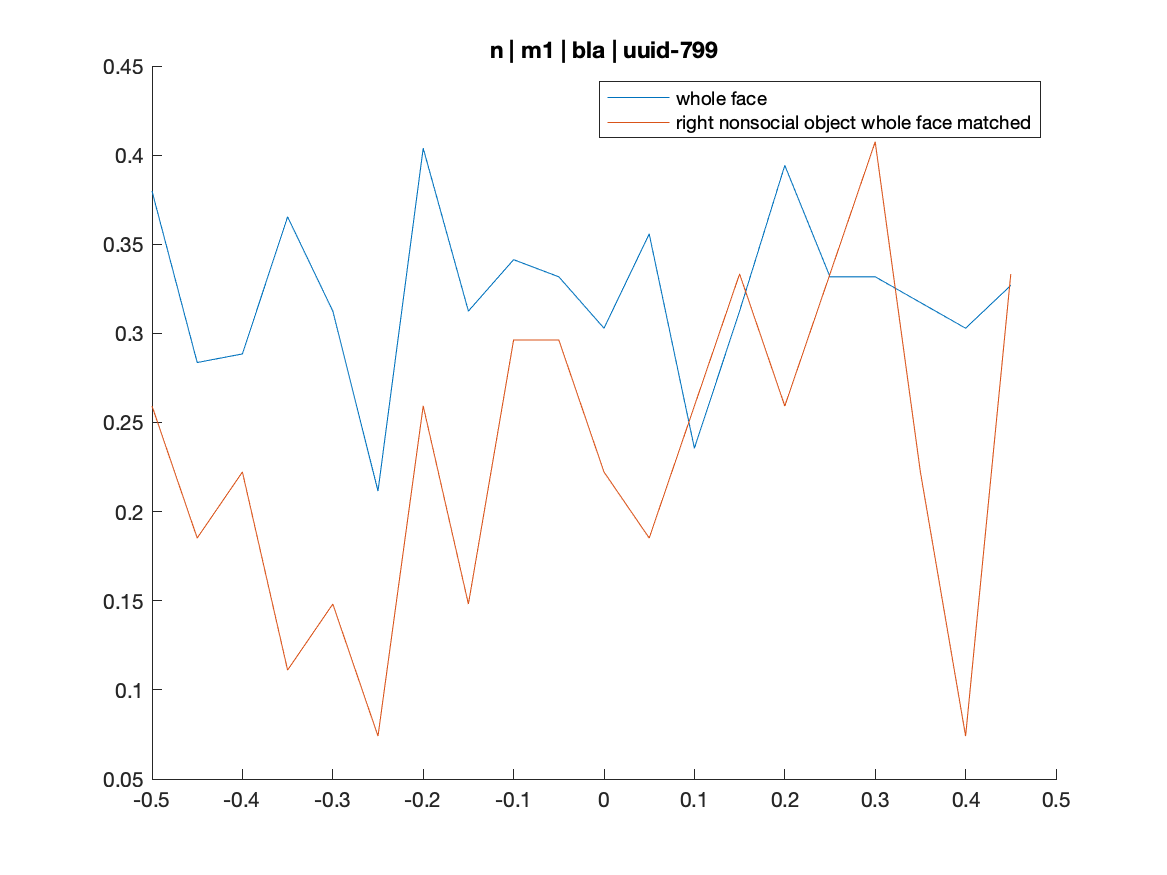 n | m1 | bla | uuid-799
whole face
right nonsocial object whole face matched
0.45
0.4
0.35
0.3
0.25
0.2
0.15
0.1
0.05
-0.5 -0.4 -0.3 -0.2 -0.1 0 0.1 0.2 0.3 0.4 0.5